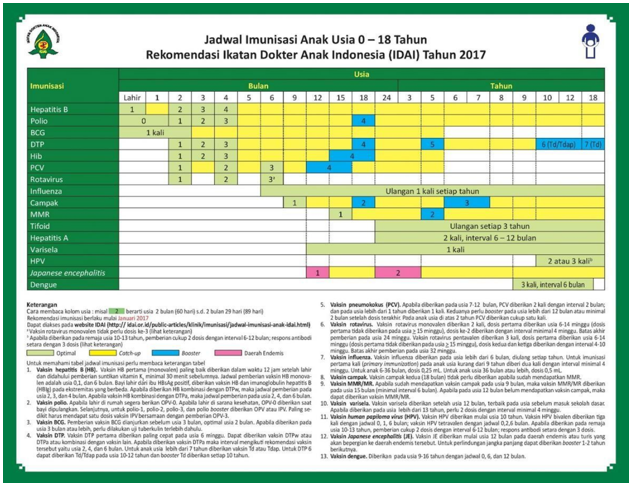 Jadwal Imunisasi Anak Usia 0 – 18 Tahun
Rekomendasi Ikatan Dokter Anak Indonesia (IDAI) Tahun 2017
Usia
Imunisasi Bulan Tahun
Lahir 1 2 3 4 5 6 9 12 15 18 24 3 5 6 7 8 9 10 12 18
Hepatitis B 1 2 3 4
Polio 0 1 2 3 4
BCG 1 kali
DTP 1 2 3 4 5 6 (Td/Tdap) 7 (Td)
Hib 1 2 3 4
PCV 1 2 3 4
Rotavirus 1 2 3ᵃ
Influenza Ulangan 1 kali setiap tahun
Campak 1 2 3
MMR 1 2
Tifoid Ulangan setiap 3 tahun
Hepatitis A 2 kali, interval 6 – 12 bulan
Varisela 1 kali
HPV 2 atau 3 kaliᵇ
Japanese encephalitis 1 2
Dengue 3 kali, interval 6 bulan
Keterangan
Cara membaca kolom usia : misal 2 berarti usia 2 bulan (60 hari) s.d. 2 bulan 29 hari (89 hari)
Rekomendasi imunisasi berlaku mulai Januari 2017
Dapat diakses pada website IDAI (http:// idai.or.id/public-articles/klinik/imunisasi/jadwal-imunisasi-anak-idai.html)
ᵃ Vaksin rotavirus monovalen tidak perlu dosis ke-3 (lihat keterangan)
ᵇ Apabila diberikan pada remaja usia 10-13 tahun, pemberian cukup 2 dosis dengan interval 6-12 bulan; respons antibodi
setara dengan 3 dosis (lihat keterangan)
Optimal Catch-up Booster Daerah Endemis
Untuk memahami tabel imunisasi perlu membaca keterangan tabel
1. Vaksin hepatitis B (HB). Vaksin HB pertama (monovalen) paling baik diberikan dalam waktu 12 jam setelah lahir
dan didahului pemberian suntikan vitamin K, minimal 30 menit sebelumnya. Jadwal pemberian vaksin HB monova-
len adalah usia 0,1, dan 6 bulan. Bayi lahir dari ibu HBsAg positif, diberikan vaksin HB dan imunoglobulin hepatitis B
(HBIg) pada ekstremitas yang berbeda. Apabila diberikan HB kombinasi dengan DTPw, maka jadwal pemberian pada
usia 2, 3, dan 4 bulan. Apabila vaksin HB kombinasi dengan DTPa, maka jadwal pemberian pada usia 2, 4, dan 6 bulan.
2. Vaksin polio. Apabila lahir di rumah segera berikan OPV-0. Apabila lahir di sarana kesehatan, OPV-0 diberikan saat
bayi dipulangkan. Selanjutnya, untuk polio-1, polio-2, polio-3, dan polio booster diberikan OPV atau IPV. Paling se-
dikit harus mendapat satu dosis vaksin IPV bersamaan dengan pemberian OPV-3.
3. Vaksin BCG. Pemberian vaksin BCG dianjurkan sebelum usia 3 bulan, optimal usia 2 bulan. Apabila diberikan pada
usia 3 bulan atau lebih, perlu dilakukan uji tuberkulin terlebih dahulu.
4. Vaksin DTP. Vaksin DTP pertama diberikan paling cepat pada usia 6 minggu. Dapat diberikan vaksin DTPw atau
DTPa atau kombinasi dengan vaksin lain. Apabila diberikan vaksin DTPa maka interval mengikuti rekomendasi vaksin
tersebut yaitu usia 2, 4, dan 6 bulan. Untuk anak usia lebih dari 7 tahun diberikan vaksin Td atau Tdap. Untuk DTP 6
dapat diberikan Td/Tdap pada usia 10-12 tahun dan booster Td diberikan setiap 10 tahun.
5. Vaksin pneumokokus (PCV). Apabila diberikan pada usia 7-12 bulan, PCV diberikan 2 kali dengan interval 2 bulan;
dan pada usia lebih dari 1 tahun diberikan 1 kali. Keduanya perlu booster pada usia lebih dari 12 bulan atau minimal
2 bulan setelah dosis terakhir. Pada anak usia di atas 2 tahun PCV diberikan cukup satu kali.
6. Vaksin rotavirus. Vaksin rotavirus monovalen diberikan 2 kali, dosis pertama diberikan usia 6-14 minggu (dosis
pertama tidak diberikan pada usia ≥ 15 minggu), dosis ke-2 diberikan dengan interval minimal 4 minggu. Batas akhir
pemberian pada usia 24 minggu. Vaksin rotavirus pentavalen diberikan 3 kali, dosis pertama diberikan usia 6-14
minggu (dosis pertama tidak diberikan pada usia ≥ 15 minggu), dosis kedua dan ketiga diberikan dengan interval 4-10
minggu. Batas akhir pemberian pada usia 32 minggu.
7. Vaksin influenza. Vaksin influenza diberikan pada usia lebih dari 6 bulan, diulang setiap tahun. Untuk imunisasi
pertama kali (primary immunization) pada anak usia kurang dari 9 tahun diberi dua kali dengan interval minimal 4
minggu. Untuk anak 6-36 bulan, dosis 0,25 mL. Untuk anak usia 36 bulan atau lebih, dosis 0,5 mL.
8. Vaksin campak. Vaksin campak kedua (18 bulan) tidak perlu diberikan apabila sudah mendapatkan MMR.
9. Vaksin MMR/MR. Apabila sudah mendapatkan vaksin campak pada usia 9 bulan, maka vaksin MMR/MR diberikan
pada usia 15 bulan (minimal interval 6 bulan). Apabila pada usia 12 bulan belum mendapatkan vaksin campak, maka
dapat diberikan vaksin MMR/MR.
10. Vaksin varisela. Vaksin varisela diberikan setelah usia 12 bulan, terbaik pada usia sebelum masuk sekolah dasar.
Apabila diberikan pada usia lebih dari 13 tahun, perlu 2 dosis dengan interval minimal 4 minggu.
11. Vaksin human papiloma virus (HPV). Vaksin HPV diberikan mulai usia 10 tahun. Vaksin HPV bivalen diberikan tiga
kali dengan jadwal 0, 1, 6 bulan; vaksin HPV tetravalen dengan jadwal 0,2,6 bulan. Apabila diberikan pada remaja
usia 10-13 tahun, pemberian cukup 2 dosis dengan interval 6-12 bulan; respons antibodi setara dengan 3 dosis.
12. Vaksin Japanese encephalitis (JE). Vaksin JE diberikan mulai usia 12 bulan pada daerah endemis atau turis yang
akan bepergian ke daerah endemis tersebut. Untuk perlindungan jangka panjang dapat diberikan booster 1-2 tahun
berikutnya.
13. Vaksin dengue. Diberikan pada usia 9-16 tahun dengan jadwal 0, 6, dan 12 bulan.